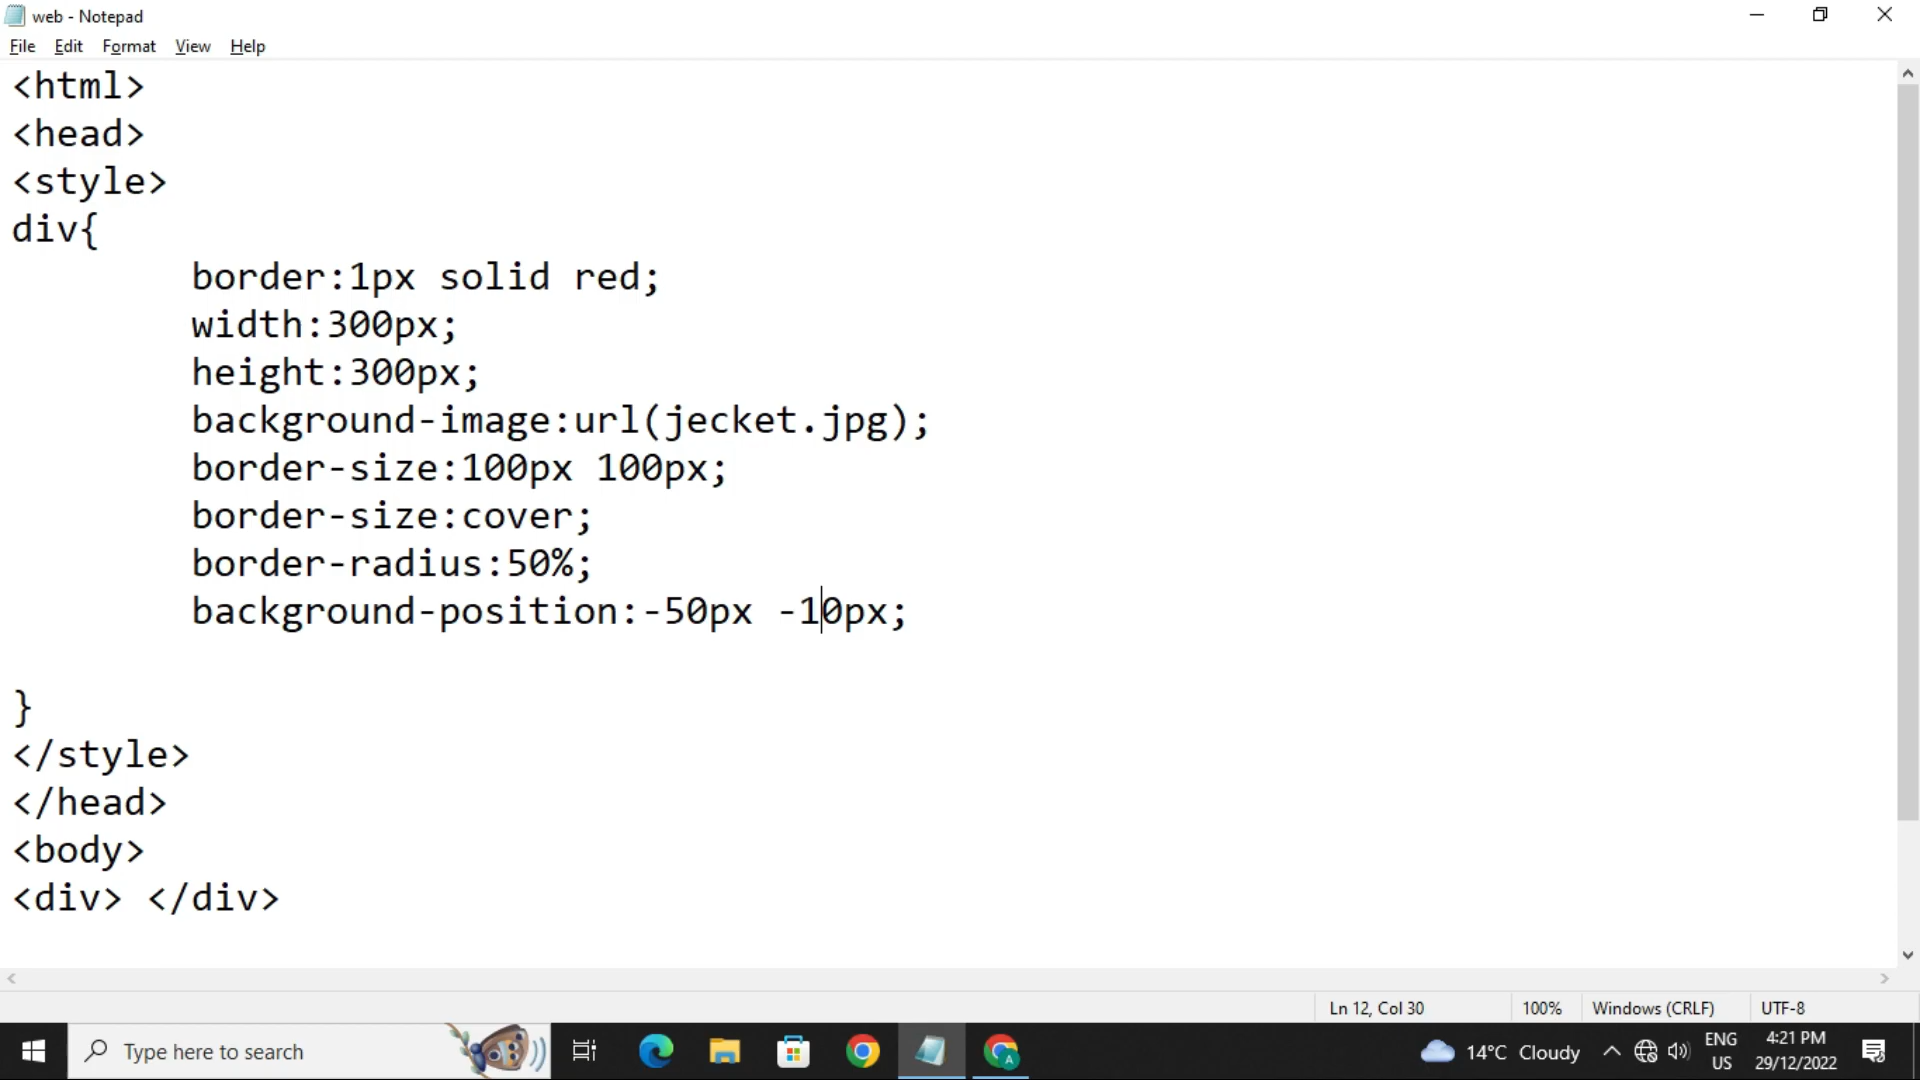 web - Notepad
File Edit Format View Help
<html>
<head>
<style>
div{
border:1px solid red;
width:300px;
height:300px;
background-image:url(jecket.jpg);
border-size:100px 100px;
border-size:cover;
border-radius:50%;
background-position:-50px -10px;
}
</style>
</head>
<body>
<div> </div>
Ln 12, Col 30 100% Windows (CRLF) UTF-8
Type here to search
A
14°C Cloudy
ENG
US
4:21 PM
29/12/2022